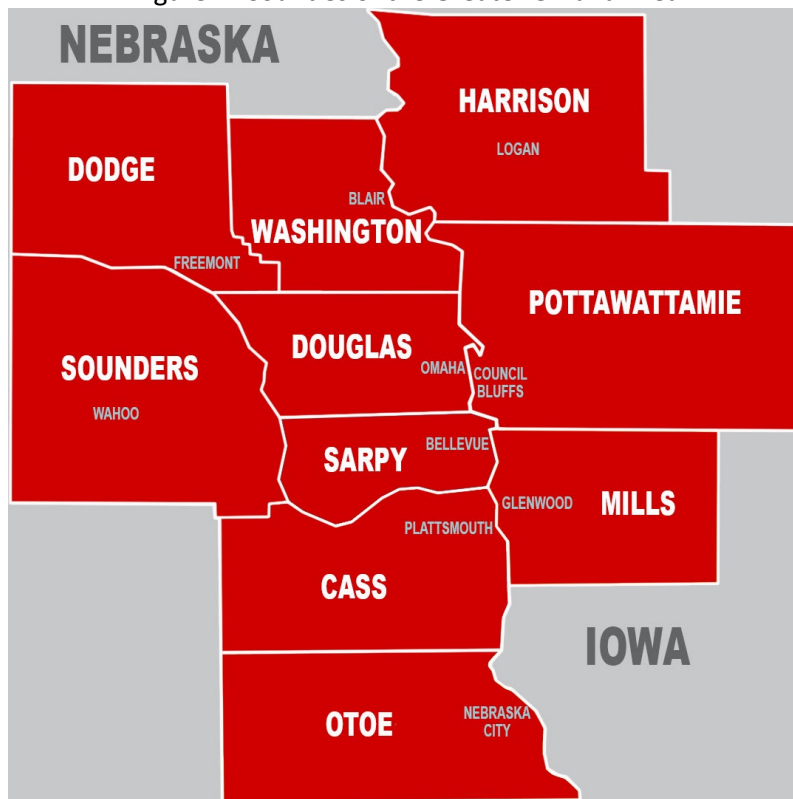 NEBRASKA
HARRISON
LOGAN
DODGE
BLAIR
WASHINGTON
FREEMONT
POTTAWATTAMIE
DOUGLAS
SOUNDERS
OMAHA
COUNCIL
BLUFFS
WAHOO
BELLEVUE
SARPY
GLENWOOD
MILLS
PLATTSMOUTH
CASS
IOWA
OTOE
NEBRASKA
CITY